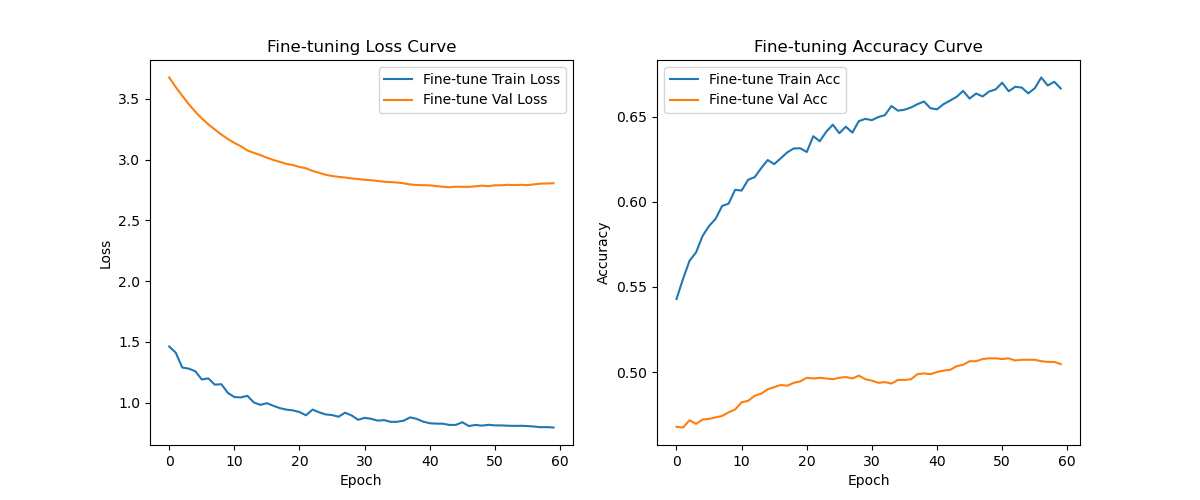 Fine-tuning Loss Curve
Fine-tune Train Loss
Fine-tune Val Loss
3.5
3.0
2.5
2.0
1.5
1.0
Loss
0 10 20 30 40 50 60
Epoch
Fine-tuning Accuracy Curve
Fine-tune Train Acc
Fine-tune Val Acc
0.65
0.60
0.55
0.50
Accuracy
0 10 20 30 40 50 60
Epoch